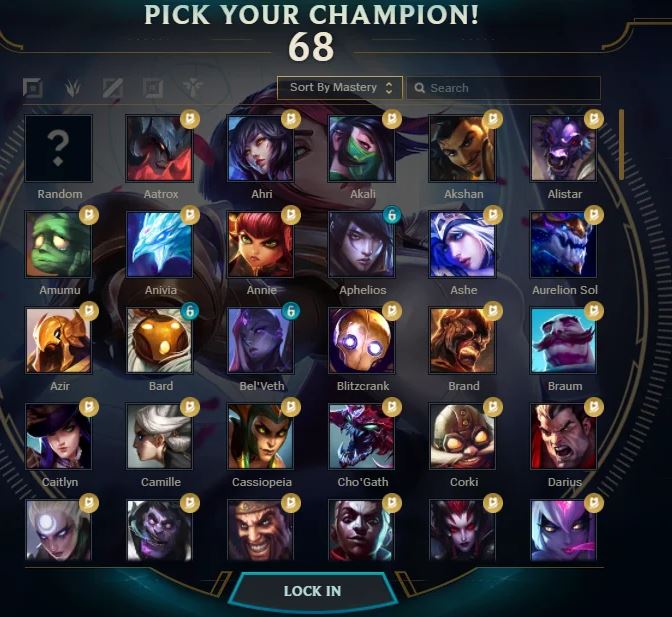 PICK YOUR CHAMPION!
68
Sort By Mastery
Search
?
Random
Aatrox
Ahri
Akali
Akshan
Alistar
6
Amumu
Anivia
Annie
Aphelios
Ashe
Aurelion Sol
6
6
Azir
Bard
Bel'Veth
Blitzcrank
Brand
Braum
Caitlyn
Camille
Cassiopeia
Cho'Gath
Corki
Darius
LOCK IN